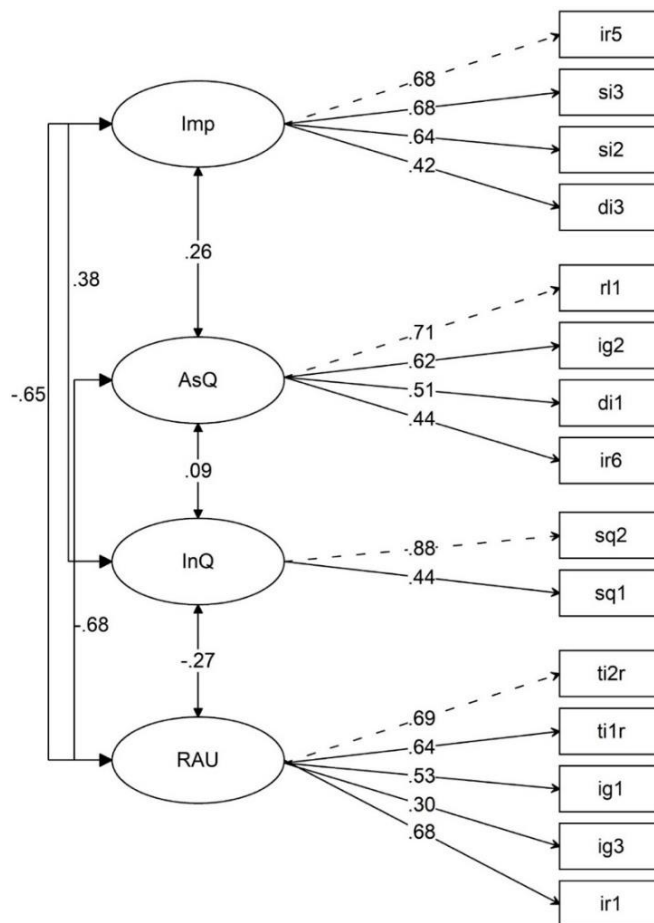 ir5
.68
si3
.68
Imp
.64
si2
.42
di3
.26
.38
rl1
.71
ig2
.62
AsQ
-.65
.51
di1
.44
ir6
.09
sq2
.88
InQ
.44
sq1
-.68
-.27
ti2r
.69
ti1r
.64
RAU
.53
ig1
.30
ig3
.68
ir1